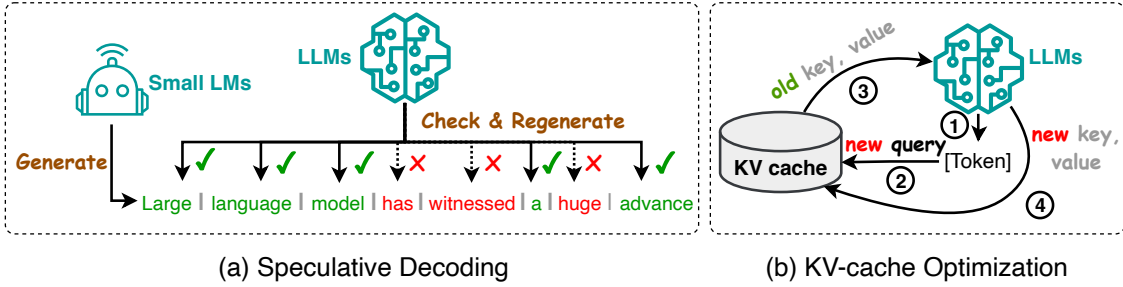 Small LMs
LLMs
Check & Regenerate
Generate
✓ ✓ ✓ ✗ ✗ ✓ ✗ ✓
Large | language | model | has | witnessed | a | huge | advance
(a) Speculative Decoding
old key, value
LLMs
3
1
new key,
value
new query
[Token]
KV cache
2
4
(b) KV-cache Optimization